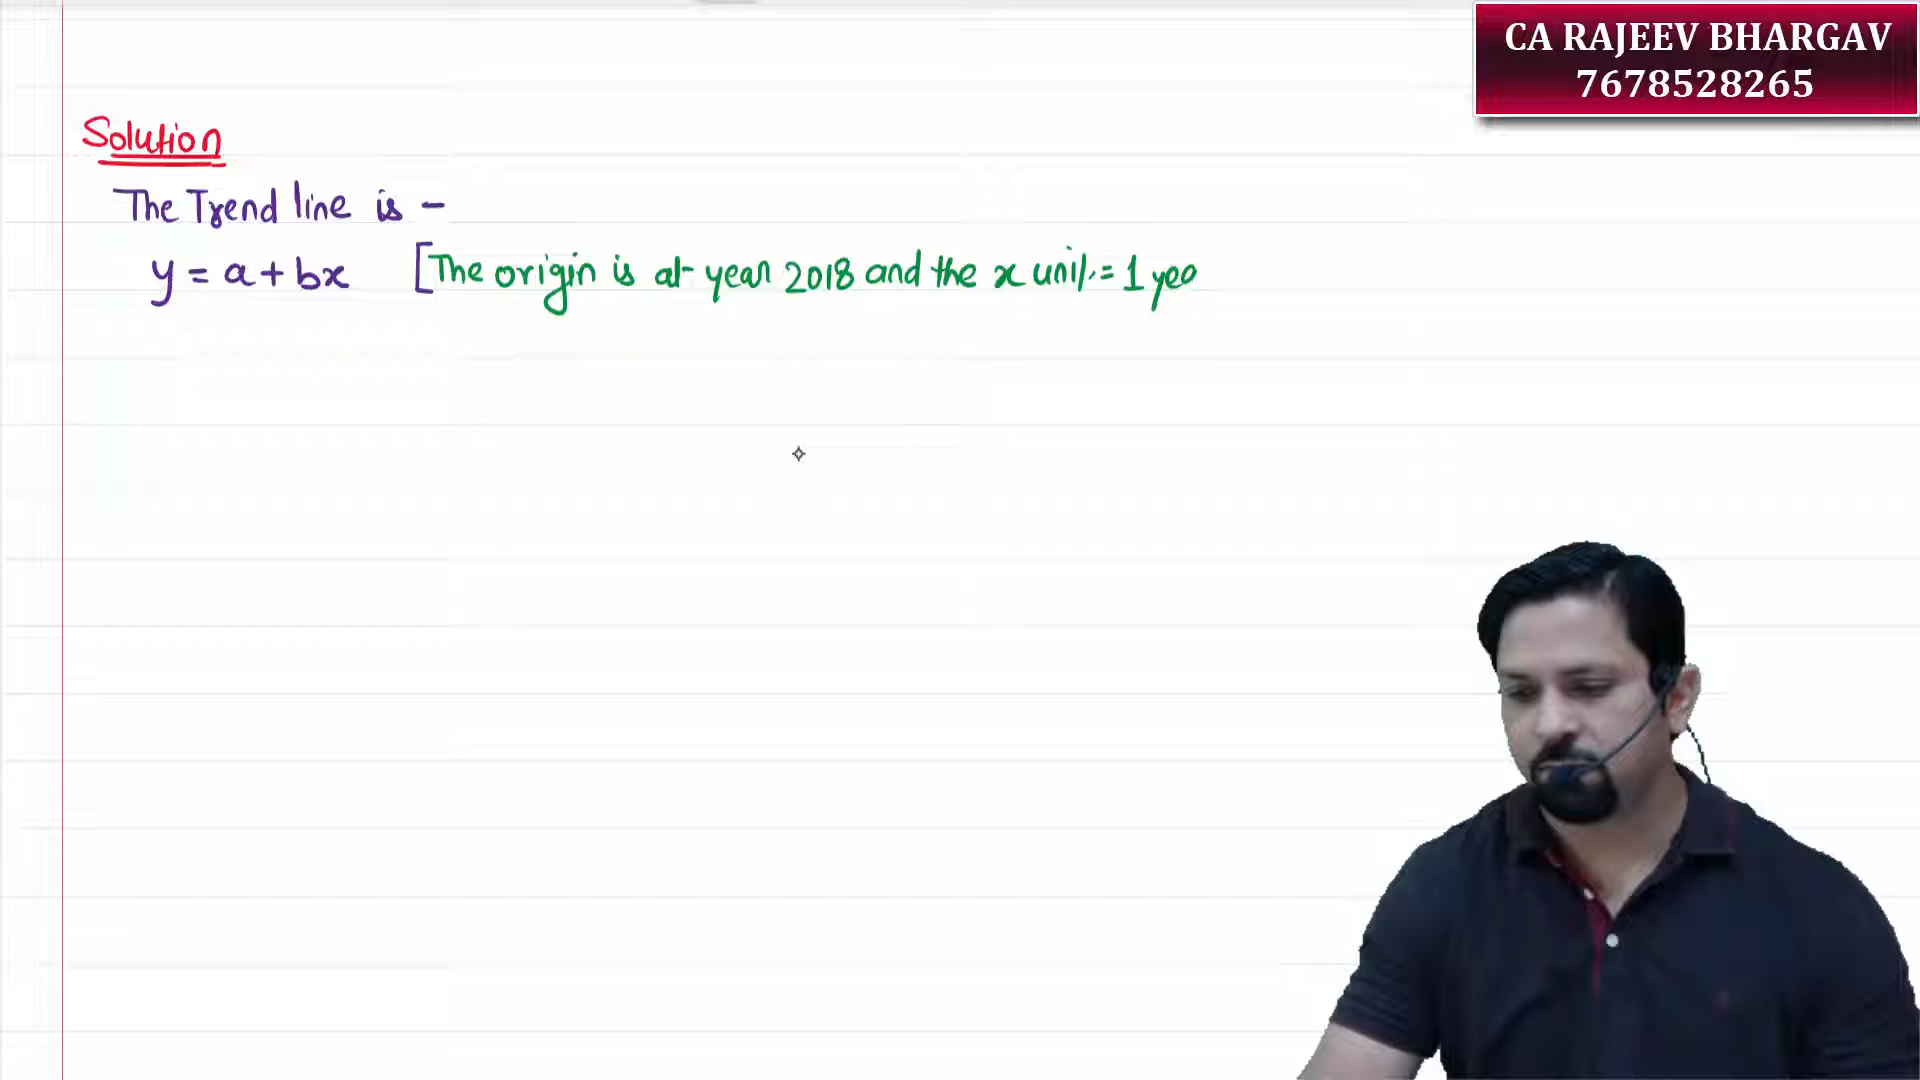 CA RAJEEV BHARGAV
7678528265
Solution
The Trend line is -
y = a + bx [The origin is at year 2018 and the x unit = 1 yea